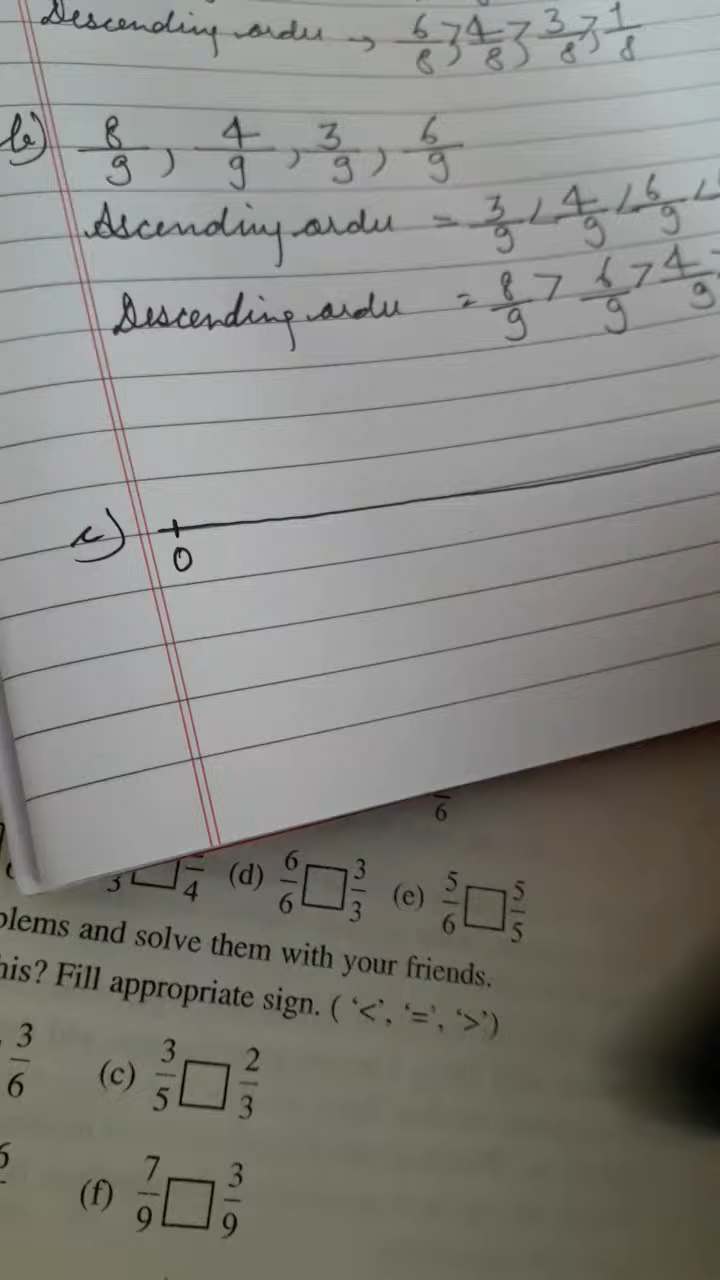 Descending order → 6/8 > 4/8 > 3/8 > 1/8
b) 8/9, 4/9, 3/9, 6/9
Ascending order = 3/9 < 4/9 < 6/9 <
Descending order = 8/9 > 6/9 > 4/9 >
c) 0
6
3 □ 4 (d) 6/6 □ 3/3 (e) 5/6 □ 5/5
and solve them with your friends.
Fill appropriate sign. ( ‘<’, ‘=’, ‘>’)
3/6 (c) 3/5 □ 2/3
(f) 7/9 □ 3/9